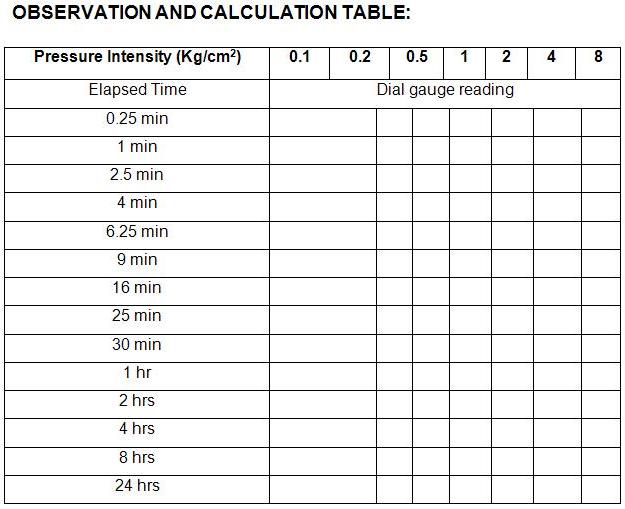 OBSERVATION AND CALCULATION TABLE:
Pressure Intensity (Kg/cm²) 0.1 0.2 0.5 1 2 4 8
Elapsed Time Dial gauge reading
0.25 min
1 min
2.5 min
4 min
6.25 min
9 min
16 min
25 min
30 min
1 hr
2 hrs
4 hrs
8 hrs
24 hrs